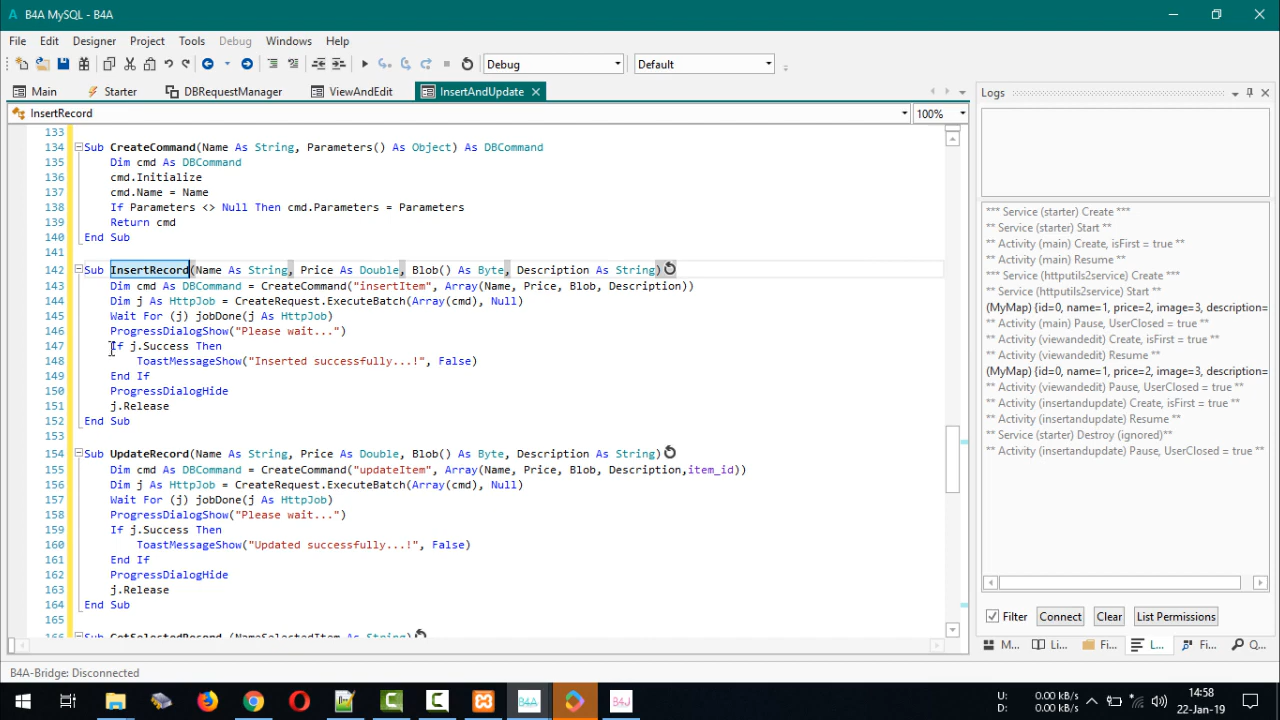 B4A MySQL - B4A
File Edit Designer Project Tools Debug Windows Help
Debug Default
Main Starter DBRequestManager ViewAndEdit InsertAndUpdate
InsertRecord 100%
133
134 Sub CreateCommand(Name As String, Parameters() As Object) As DBCommand
135 Dim cmd As DBCommand
136 cmd.Initialize
137 cmd.Name = Name
138 If Parameters <> Null Then cmd.Parameters = Parameters
139 Return cmd
140 End Sub
141
142 Sub InsertRecord(Name As String, Price As Double, Blob() As Byte, Description As String)
143 Dim cmd As DBCommand = CreateCommand("insertItem", Array(Name, Price, Blob, Description))
144 Dim j As HttpJob = CreateRequest.ExecuteBatch(Array(cmd), Null)
145 Wait For (j) jobDone(j As HttpJob)
146 ProgressDialogShow("Please wait...")
147 If j.Success Then
148 ToastMessageShow("Inserted successfully...!", False)
149 End If
150 ProgressDialogHide
151 j.Release
152 End Sub
153
154 Sub UpdateRecord(Name As String, Price As Double, Blob() As Byte, Description As String)
155 Dim cmd As DBCommand = CreateCommand("updateItem", Array(Name, Price, Blob, Description,item_id))
156 Dim j As HttpJob = CreateRequest.ExecuteBatch(Array(cmd), Null)
157 Wait For (j) jobDone(j As HttpJob)
158 ProgressDialogShow("Please wait...")
159 If j.Success Then
160 ToastMessageShow("Updated successfully...!", False)
161 End If
162 ProgressDialogHide
163 j.Release
164 End Sub
165
166 Sub GetSelectedRecord (NameSelectedItem As String)
Logs
*** Service (starter) Create ***
** Service (starter) Start **
** Activity (main) Create, isFirst = true **
** Activity (main) Resume **
*** Service (httputils2service) Create ***
** Service (httputils2service) Start **
(MyMap) {id=0, name=1, price=2, image=3, description=
** Activity (main) Pause, UserClosed = true **
** Activity (viewandedit) Create, isFirst = true **
** Activity (viewandedit) Resume **
(MyMap) {id=0, name=1, price=2, image=3, description=
** Activity (viewandedit) Pause, UserClosed = true **
** Activity (insertandupdate) Create, isFirst = true **
** Activity (insertandupdate) Resume **
** Service (starter) Destroy (ignored)**
** Activity (insertandupdate) Pause, UserClosed = true **
Filter Connect Clear List Permissions
M... Li... Fi... L... Fi... Q...
B4A-Bridge: Disconnected
B4A B4J
U: 0.00 kB/s
D: 0.00 kB/s
14:58
22-Jan-19